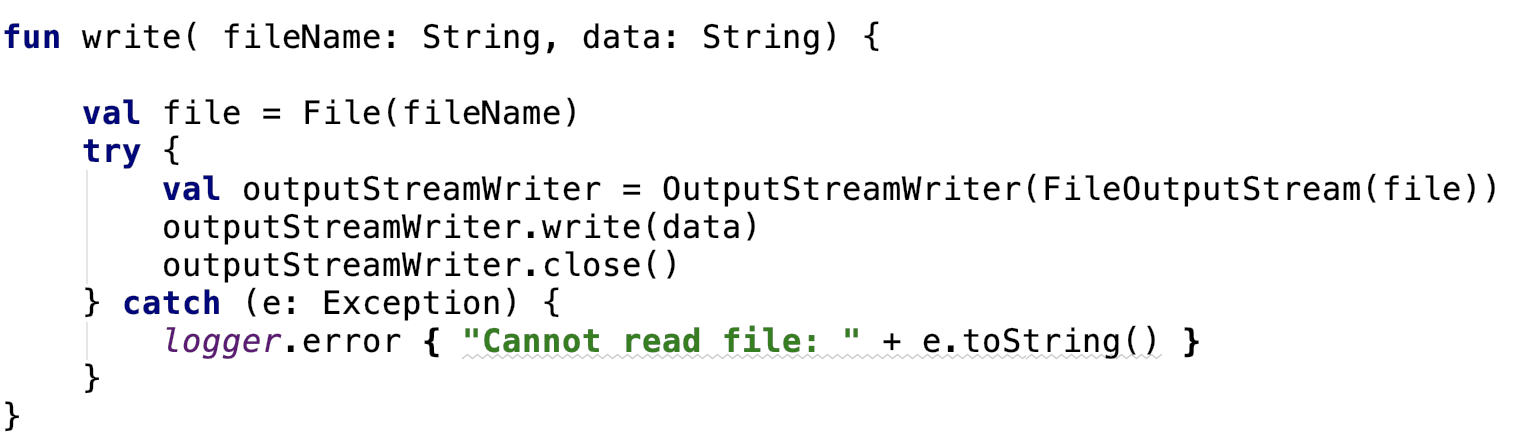 fun write( fileName: String, data: String) {
val file = File(fileName)
try {
val outputStreamWriter = OutputStreamWriter(FileOutputStream(file))
outputStreamWriter.write(data)
outputStreamWriter.close()
} catch (e: Exception) {
logger.error { "Cannot read file: " + e.toString() }
}
}